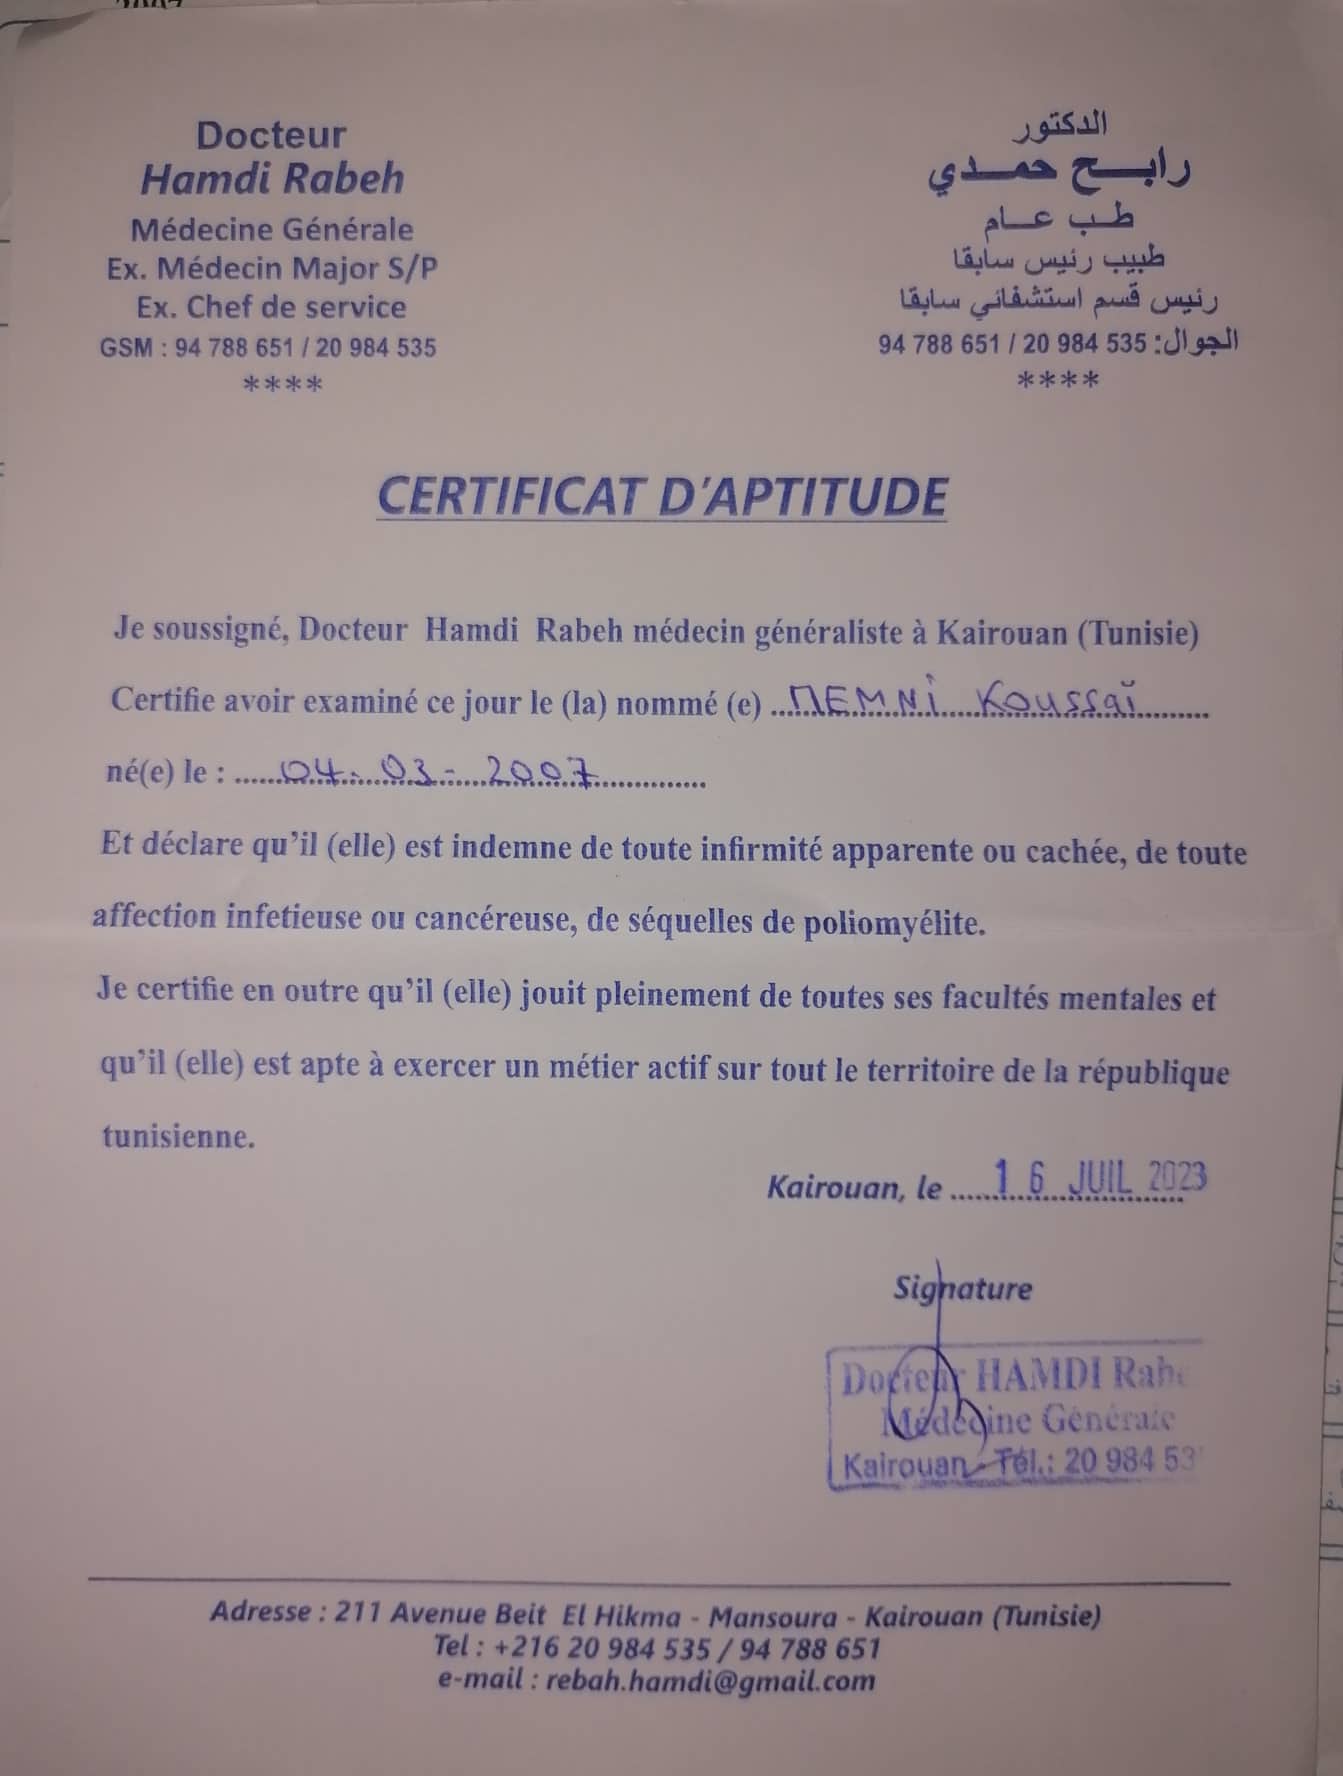 Docteur
Hamdi Rabeh
Médecine Générale
Ex. Médecin Major S/P
Ex. Chef de service
GSM : 94 788 651 / 20 984 535
****
الدكتور
رابح حمدي
طب عام
طبيب رئيس سابقا
رئيس قسم استشفائي سابقا
الجوال: 94 788 651 / 20 984 535
****
CERTIFICAT D'APTITUDE
Je soussigné, Docteur Hamdi Rabeh médecin généraliste à Kairouan (Tunisie)
Certifie avoir examiné ce jour le (la) nommé (e) MEMNI Koussaï
né(e) le : 04-03-2007
Et déclare qu'il (elle) est indemne de toute infirmité apparente ou cachée, de toute
affection infetieuse ou cancéreuse, de séquelles de poliomyélite.
Je certifie en outre qu'il (elle) jouit pleinement de toutes ses facultés mentales et
qu'il (elle) est apte à exercer un métier actif sur tout le territoire de la république
tunisienne.
Kairouan, le 16 JUIL 2023
Signature
Docteur HAMDI Rabe
Médecine Générale
Kairouan - Tél.: 20 984 53
Adresse : 211 Avenue Beit El Hikma - Mansoura - Kairouan (Tunisie)
Tel : +216 20 984 535 / 94 788 651
e-mail : rebah.hamdi@gmail.com